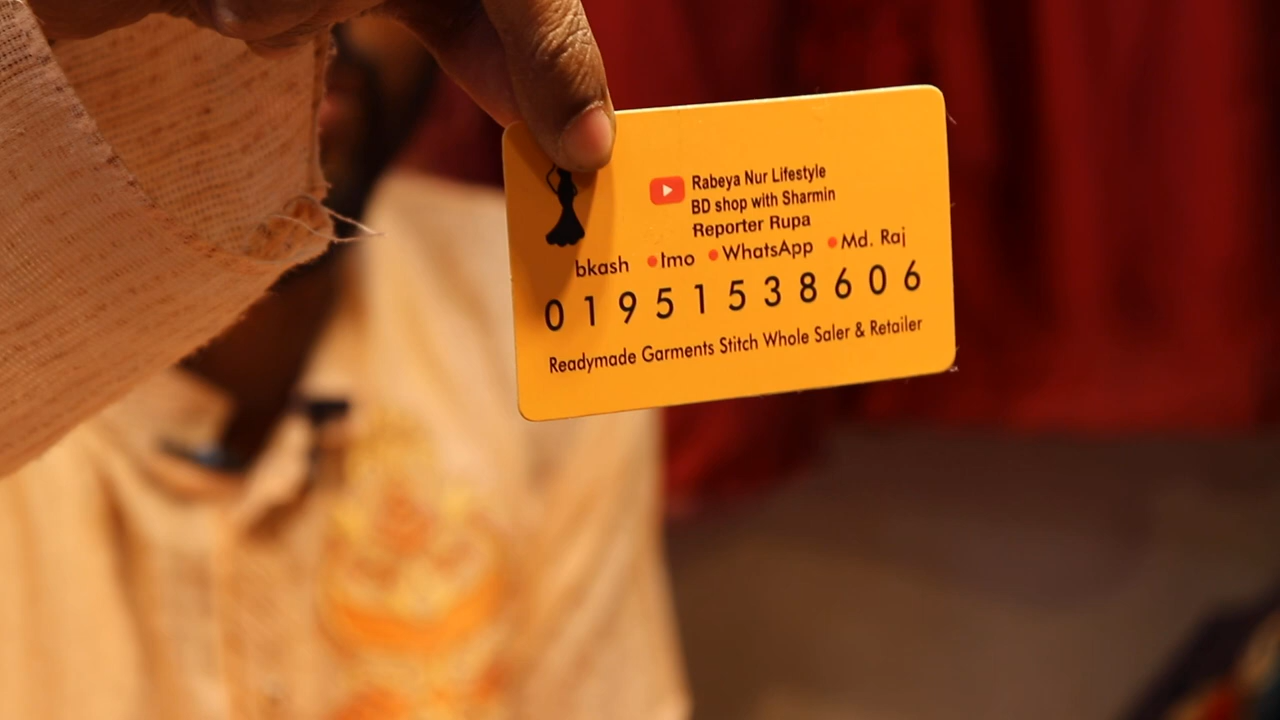 Rabeya Nur Lifestyle
BD shop with Sharmin
Reporter Rupa
bkash •Imo •WhatsApp •Md. Raj
01951538606
Readymade Garments Stitch Whole Saler & Retailer